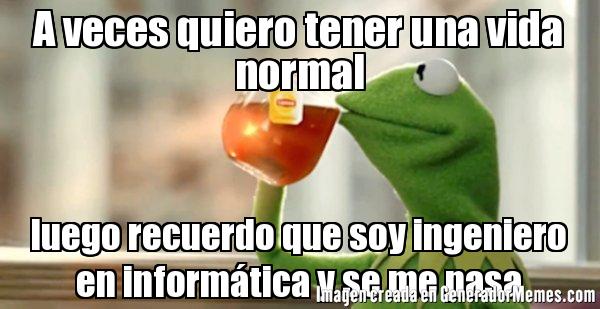 A veces quiero tener una vida
normal
Lipton
luego recuerdo que soy ingeniero
en informática y se me pasa
Imagen creada en GeneradorMemes.com